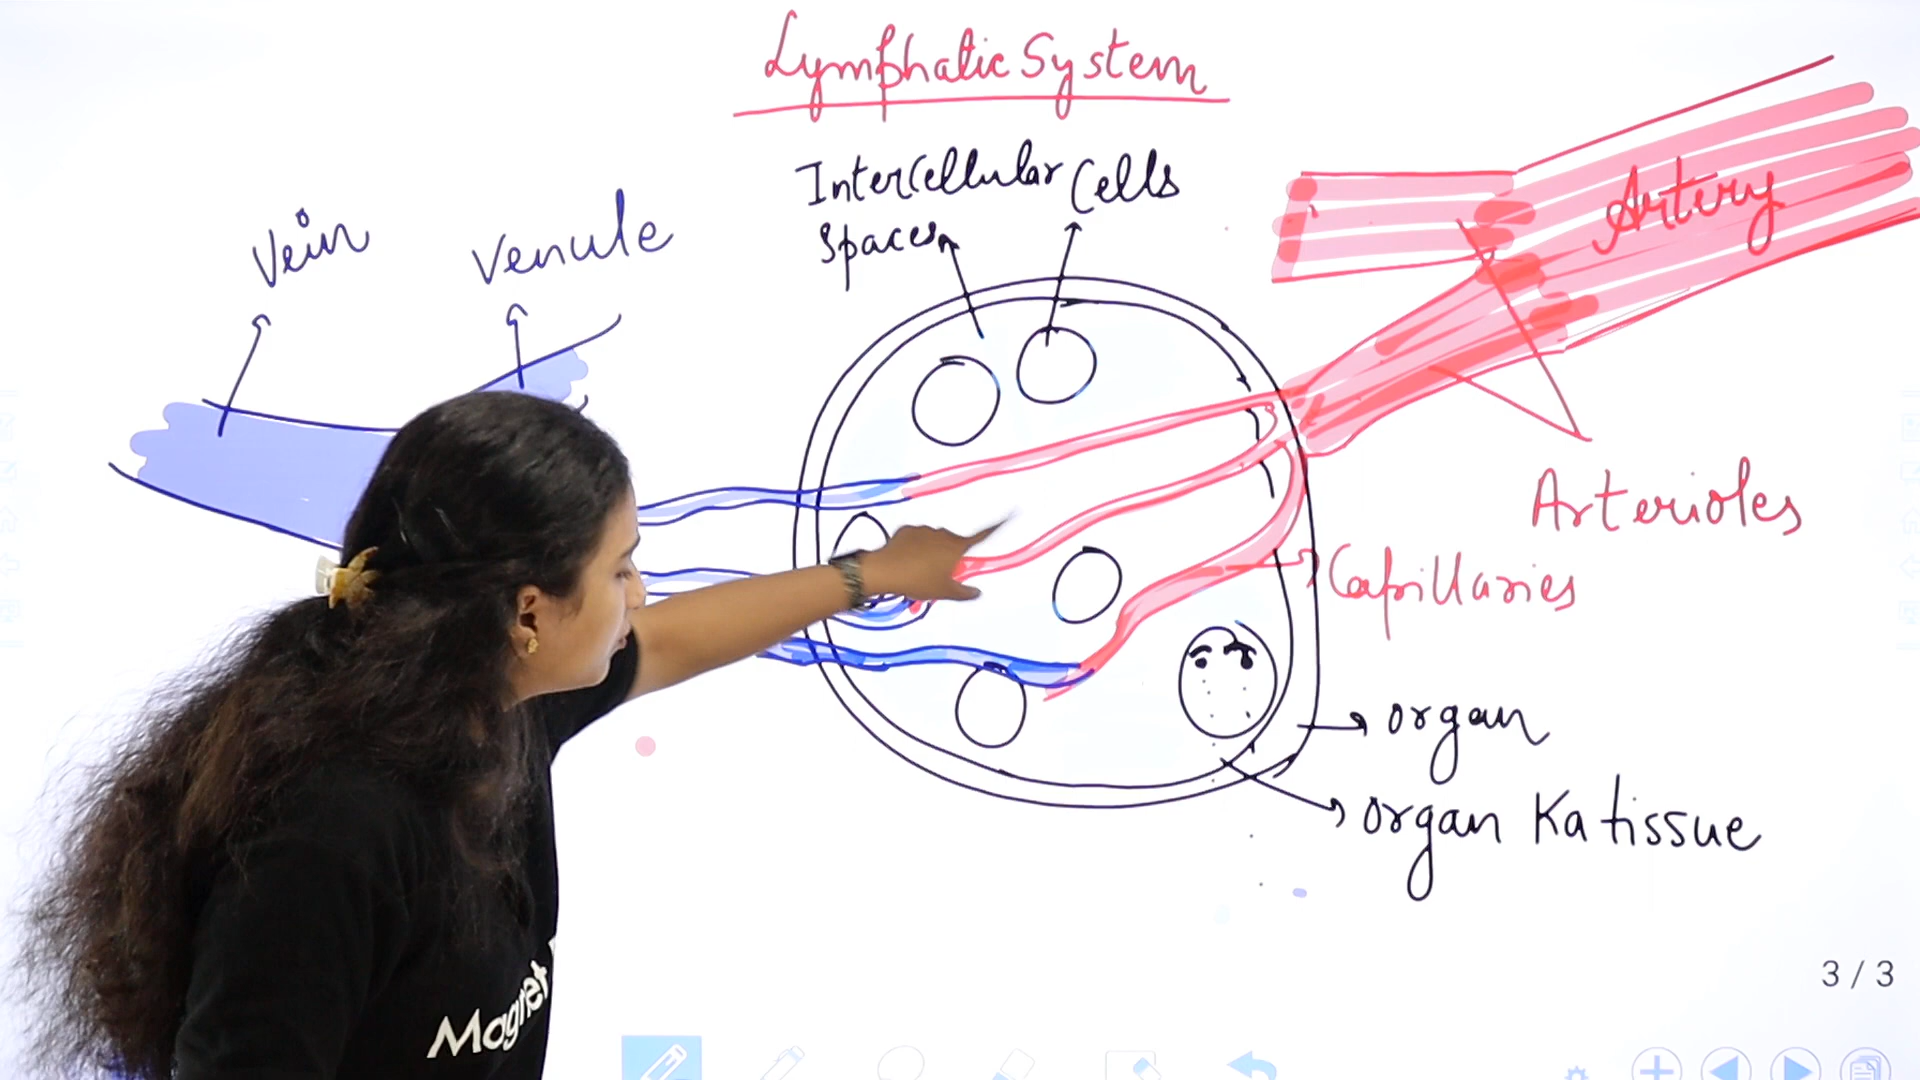 Lymphatic System
Intercellular
Spaces
Cells
Vein
Venule
Artery
Arterioles
Capillaries
organ
organ Ka tissue
Magnet
3 / 3